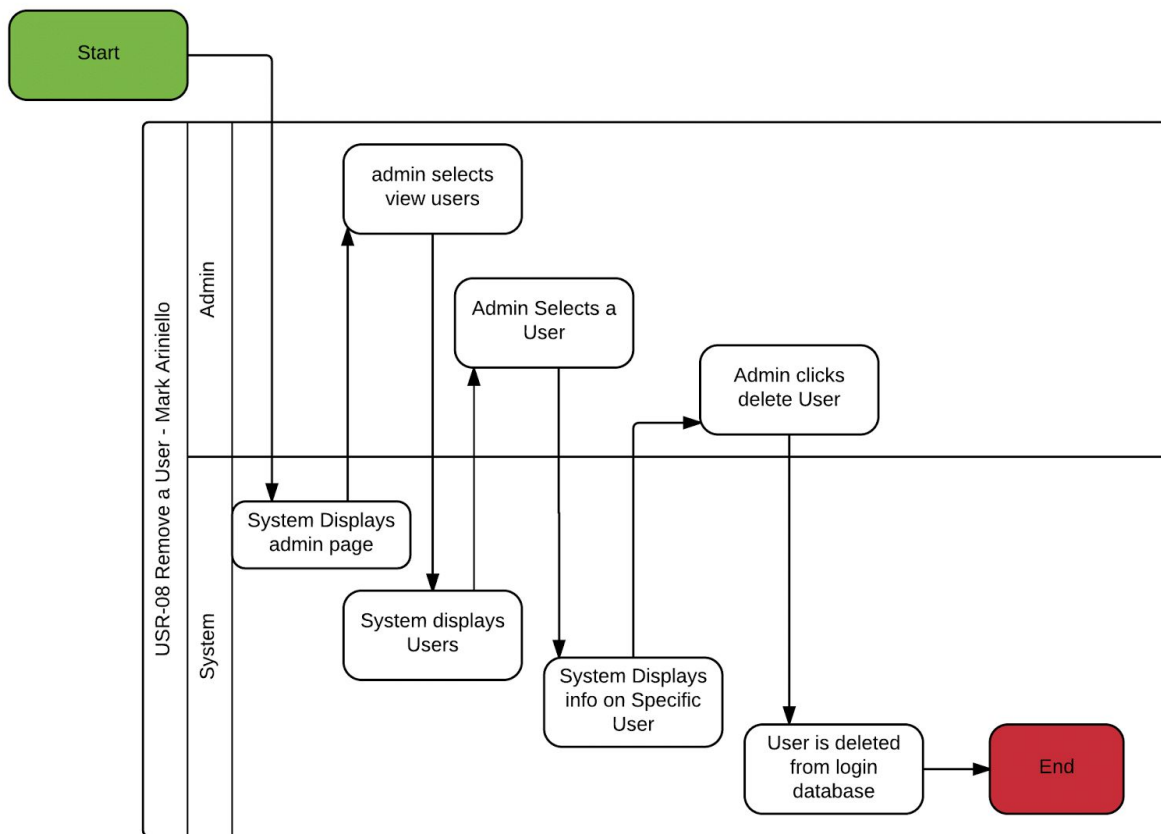 Start
USR-08 Remove a User - Mark Ariniello
Admin
admin selects
view users
Admin Selects a
User
Admin clicks
delete User
System
System Displays
admin page
System displays
Users
System Displays
info on Specific
User
User is deleted
from login
database
End